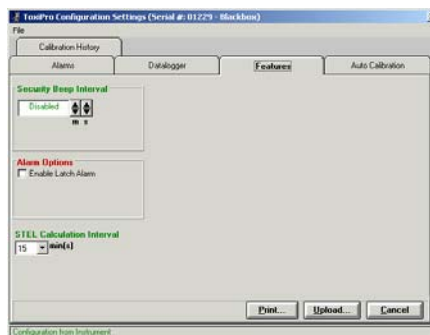 ToxiPro Configuration Settings (Serial #: 01229 - Blackbox)
File
Calibration History
Alarms Datalogger Features Auto Calibration
Security Beep Interval
Disabled
m s
Alarm Options
Enable Latch Alarm
STEL Calculation Interval
15 min(s)
Print... Upload... Cancel
Configuration from Instrument